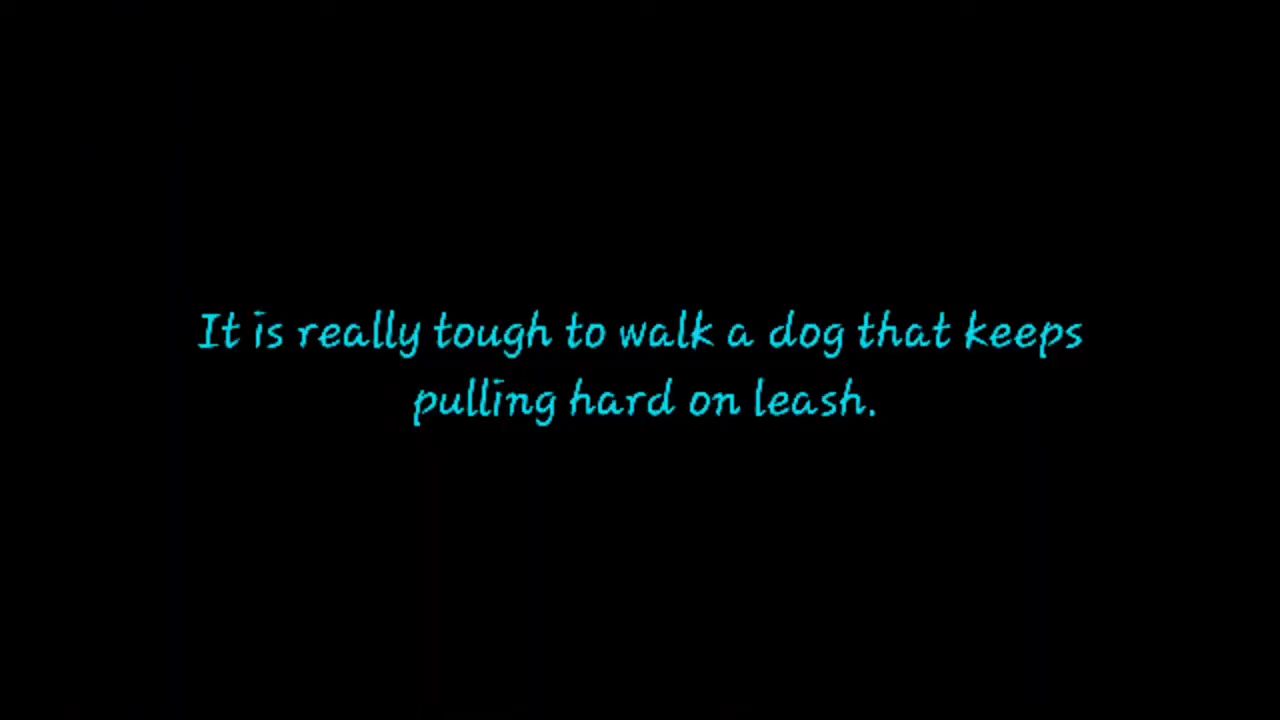 It is really tough to walk a dog that keeps
pulling hard on leash.